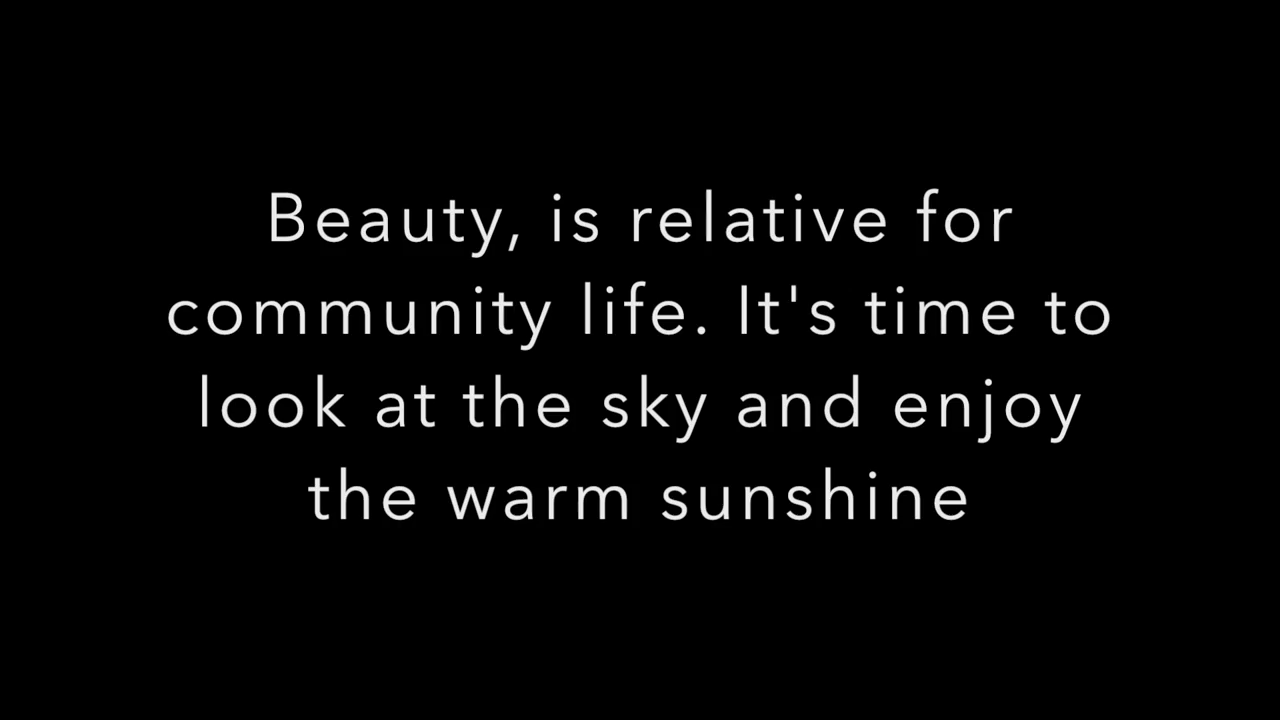 Beauty, is relative for
community life. It's time to
look at the sky and enjoy
the warm sunshine